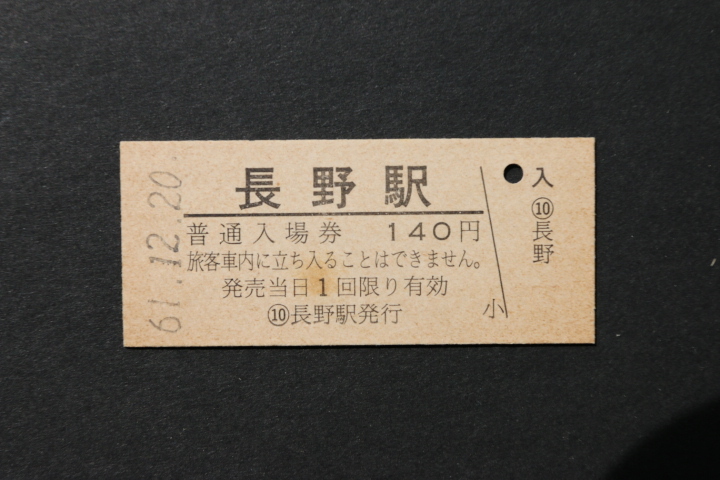 61.12.20
長野駅
普通入場券 140円
旅客車内に立ち入ることはできません。
発売当日1回限り有効
⑩長野駅発行
小
入
⑩長野